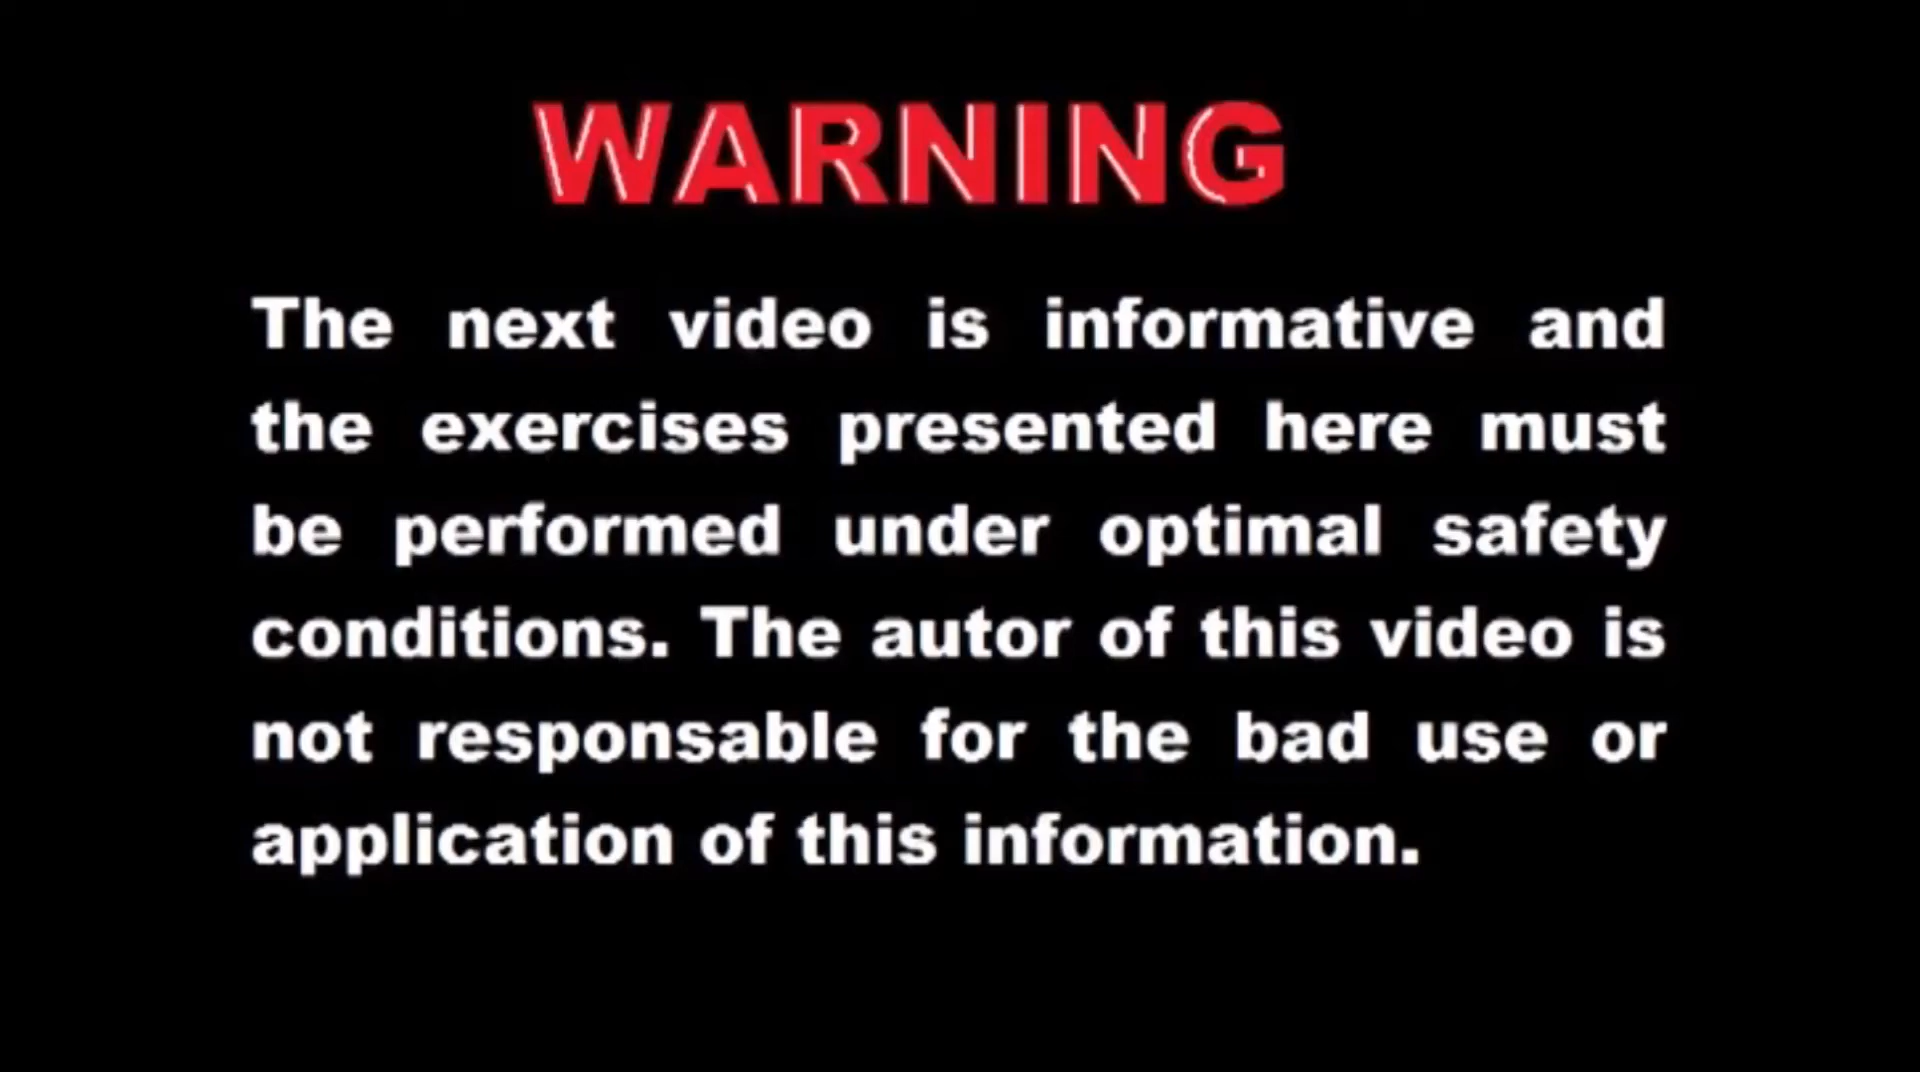 WARNING
The next video is informative and
the exercises presented here must
be performed under optimal safety
conditions. The autor of this video is
not responsable for the bad use or
application of this information.